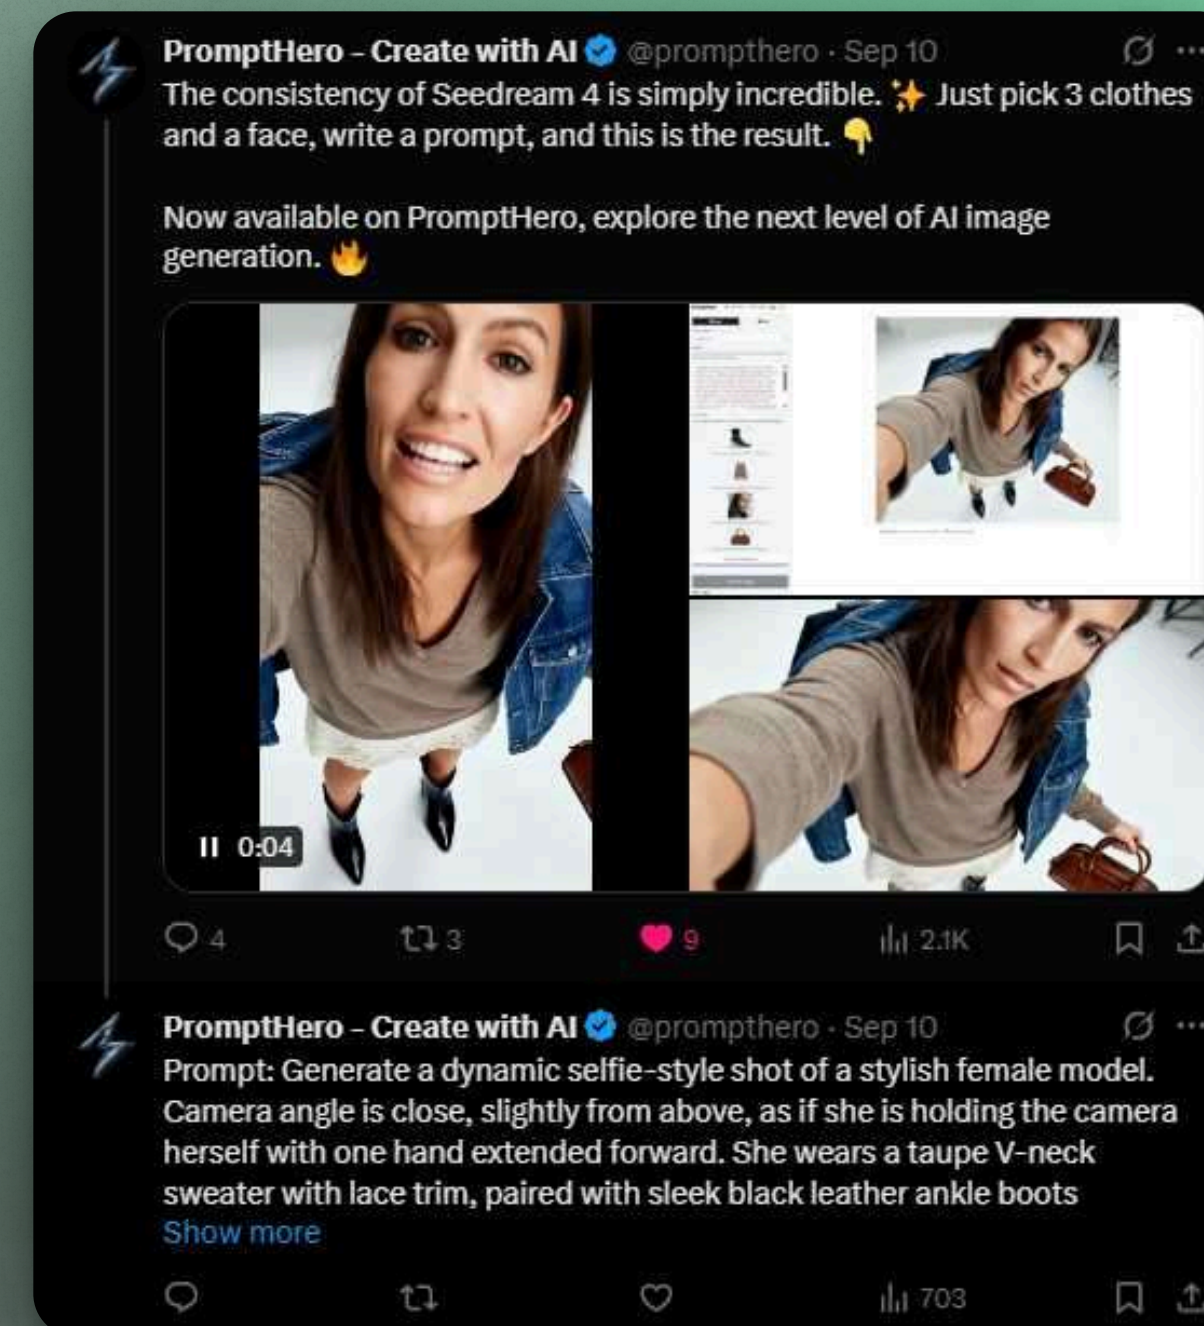 PromptHero – Create with AI @prompthero · Sep 10
The consistency of Seedream 4 is simply incredible. ✨ Just pick 3 clothes
and a face, write a prompt, and this is the result. 👇
Now available on PromptHero, explore the next level of AI image
generation. 🔥
0:04
4 3 9 2.1K
PromptHero – Create with AI @prompthero · Sep 10
Prompt: Generate a dynamic selfie-style shot of a stylish female model.
Camera angle is close, slightly from above, as if she is holding the camera
herself with one hand extended forward. She wears a taupe V-neck
sweater with lace trim, paired with sleek black leather ankle boots
Show more
703